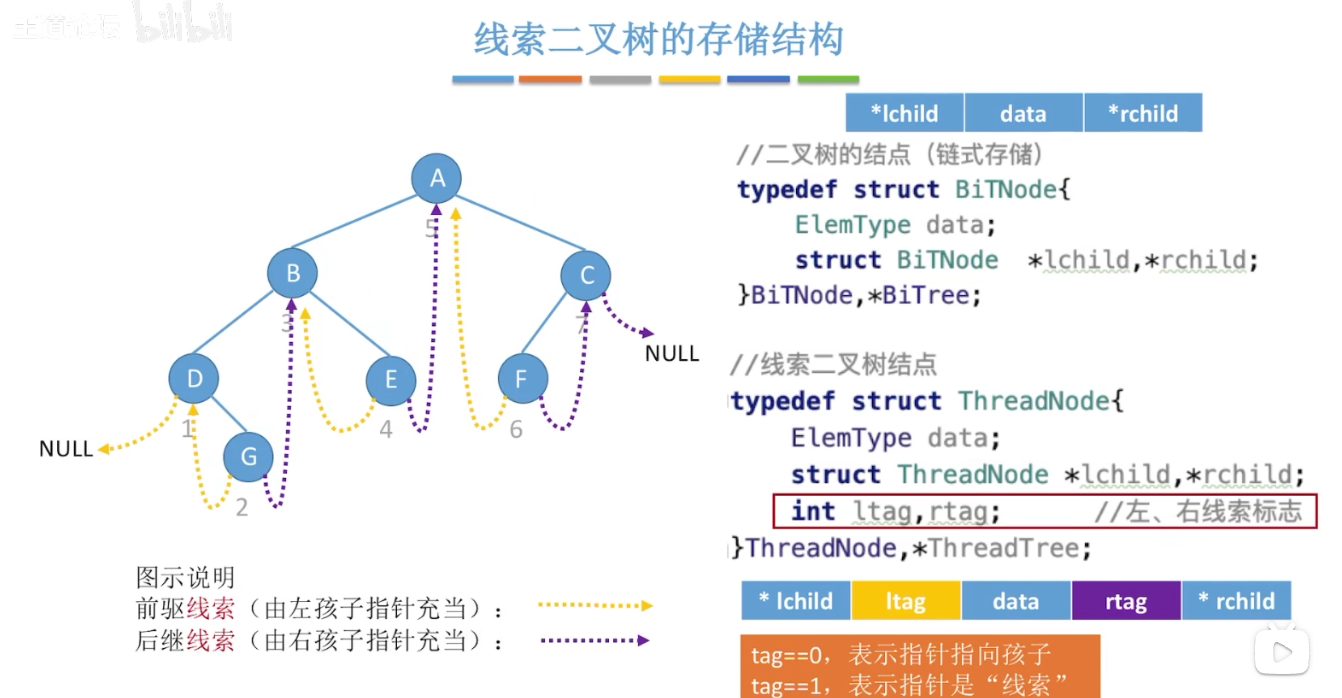 王道论坛 bilibili
线索二叉树的存储结构
*lchild data *rchild
//二叉树的结点（链式存储）
typedef struct BiTNode{
ElemType data;
struct BiTNode *lchild,*rchild;
}BiTNode,*BiTree;
A
5
B
3
C
7
NULL
D
1
E
4
F
6
NULL
G
2
//线索二叉树结点
typedef struct ThreadNode{
ElemType data;
struct ThreadNode *lchild,*rchild;
int ltag,rtag; //左、右线索标志
}ThreadNode,*ThreadTree;
* lchild ltag data rtag * rchild
tag==0，表示指针指向孩子
tag==1，表示指针是“线索”
图示说明
前驱线索（由左孩子指针充当）：
后继线索（由右孩子指针充当）：